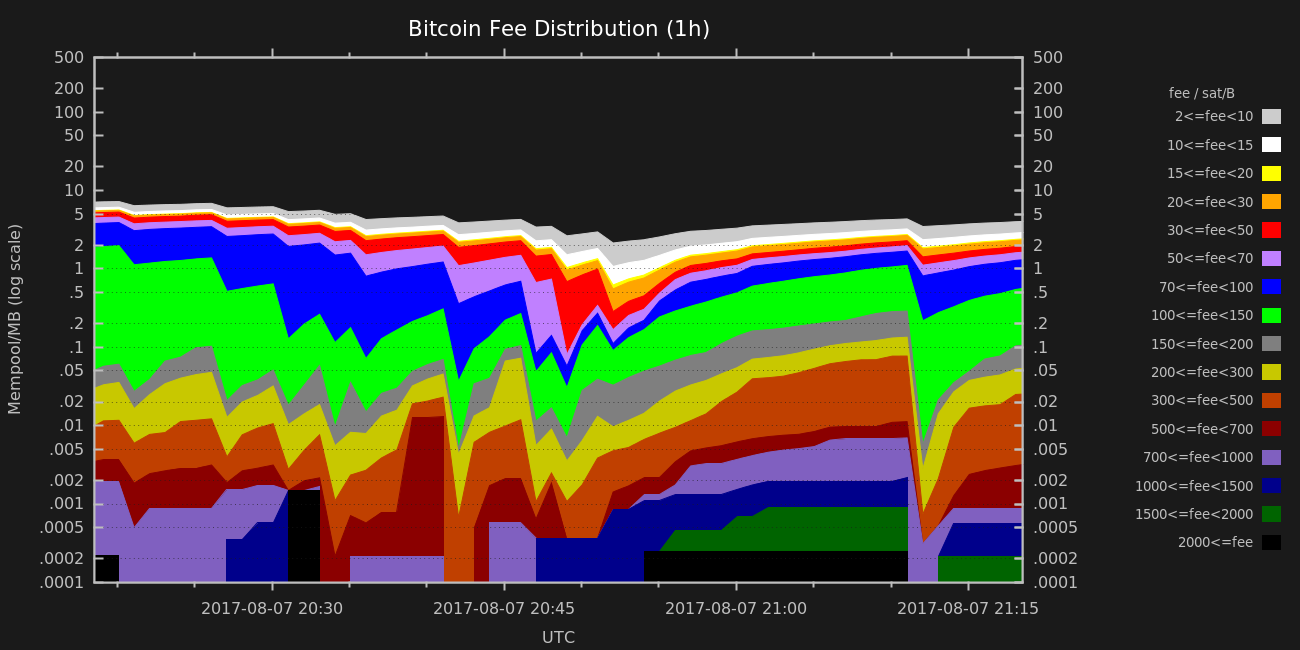 Bitcoin Fee Distribution (1h)
Mempool/MB (log scale)
500
200
100
50
20
10
5
2
1
.5
.2
.1
.05
.02
.01
.005
.002
.001
.0005
.0002
.0001
500
200
100
50
20
10
5
2
1
.5
.2
.1
.05
.02
.01
.005
.002
.001
.0005
.0002
.0001
2017-08-07 20:30
2017-08-07 20:45
2017-08-07 21:00
2017-08-07 21:15
UTC
fee / sat/B
2<=fee<10
10<=fee<15
15<=fee<20
20<=fee<30
30<=fee<50
50<=fee<70
70<=fee<100
100<=fee<150
150<=fee<200
200<=fee<300
300<=fee<500
500<=fee<700
700<=fee<1000
1000<=fee<1500
1500<=fee<2000
2000<=fee